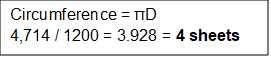 Circumference = πD
4,714 / 1200 = 3.928 = 4 sheets